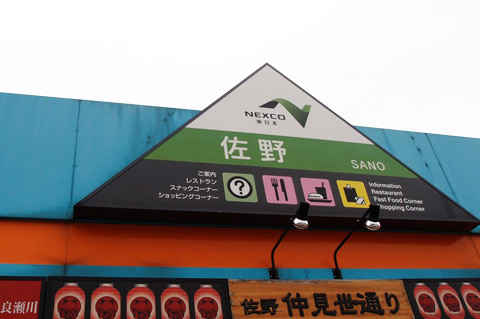 NEXCO
東日本
佐野
SANO
ご案内
レストラン
スナックコーナー
ショッピングコーナー
Information
Restaurant
Fast Food Corner
Shopping Corner
良瀬川
佐野 仲見世通り